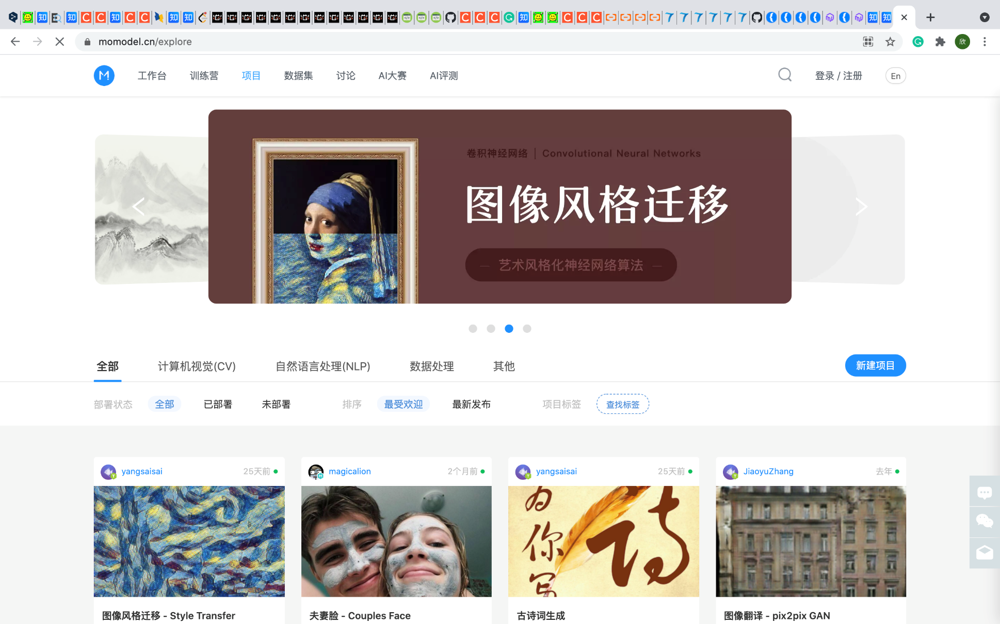 momodel.cn/explore
欣
工作台 训练营 项目 数据集 讨论 AI大赛 AI评测 登录 / 注册 En
卷积神经网络 | Convolutional Neural Networks
图像风格迁移
— 艺术风格化神经网络算法 —
全部 计算机视觉(CV) 自然语言处理(NLP) 数据处理 其他 新建项目
部署状态 全部 已部署 未部署 排序 最受欢迎 最新发布 项目标签 查找标签
yangsaisai 25天前 magicalion 2个月前 yangsaisai 25天前 JiaoyuZhang 去年
为你写诗
图像风格迁移 - Style Transfer 夫妻脸 - Couples Face 古诗词生成 图像翻译 - pix2pix GAN